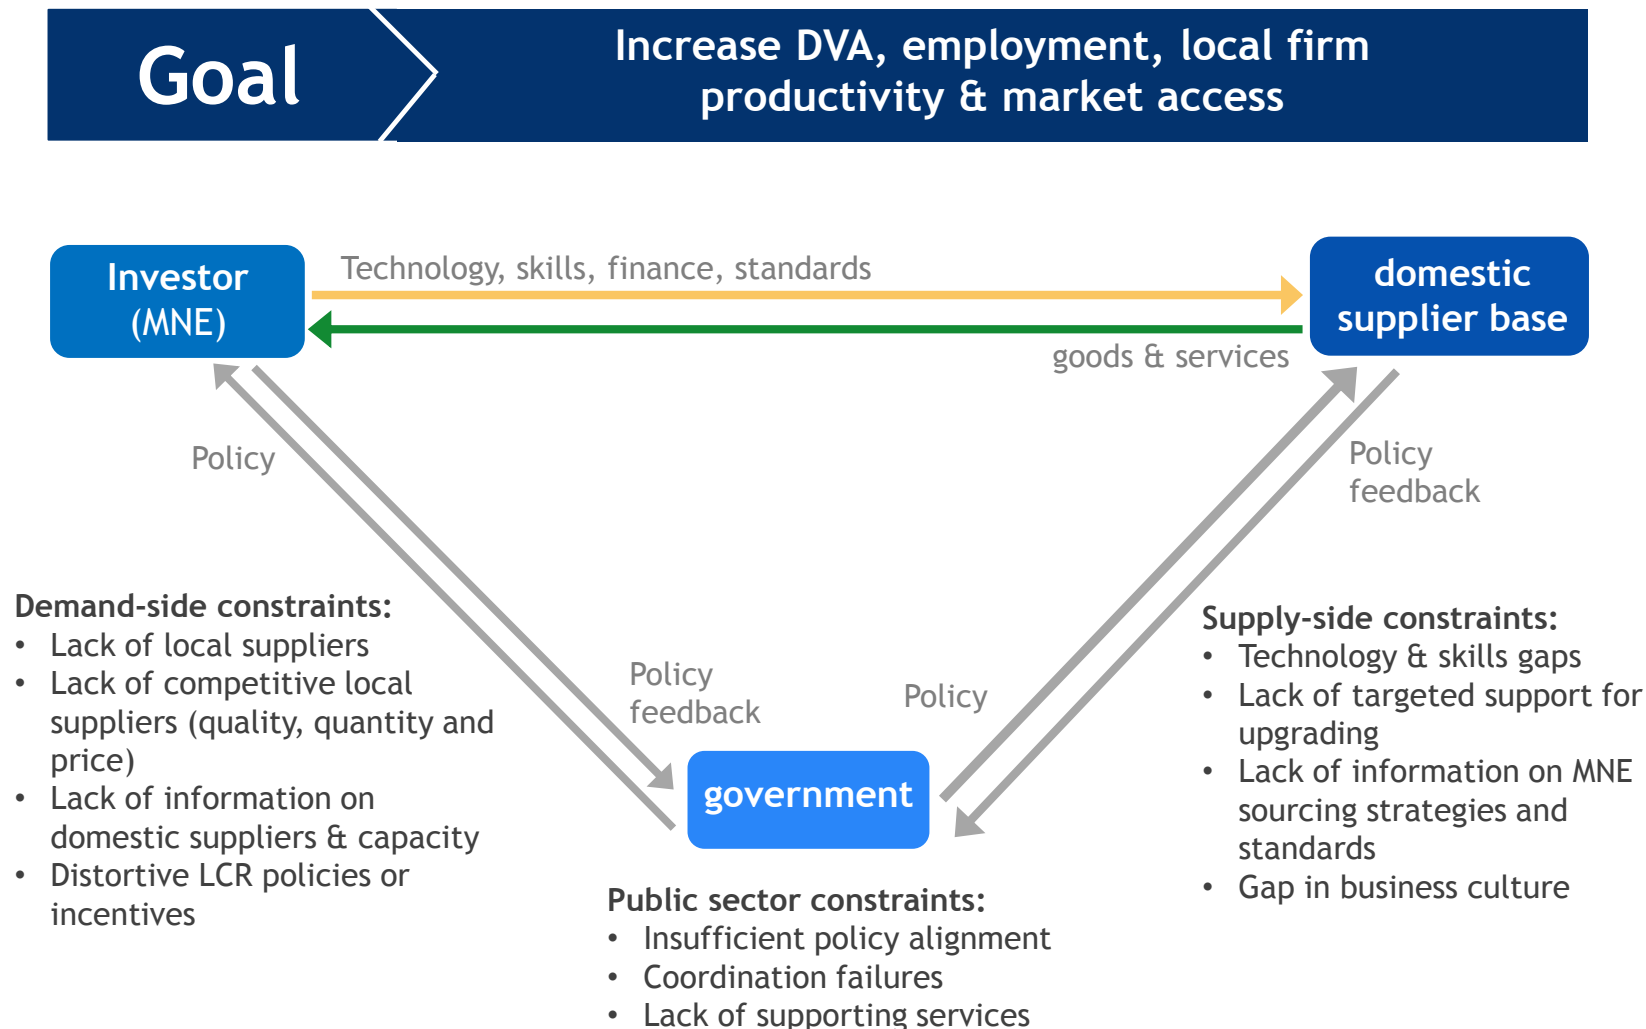 Goal
Increase DVA, employment, local firm
productivity & market access
Investor
(MNE)
Technology, skills, finance, standards
domestic
supplier base
goods & services
Policy
Policy
feedback
Demand-side constraints:
• Lack of local suppliers
• Lack of competitive local
suppliers (quality, quantity and
price)
• Lack of information on
domestic suppliers & capacity
• Distortive LCR policies or
incentives
Policy
feedback
Policy
government
Supply-side constraints:
• Technology & skills gaps
• Lack of targeted support for
upgrading
• Lack of information on MNE
sourcing strategies and
standards
• Gap in business culture
Public sector constraints:
• Insufficient policy alignment
• Coordination failures
• Lack of supporting services